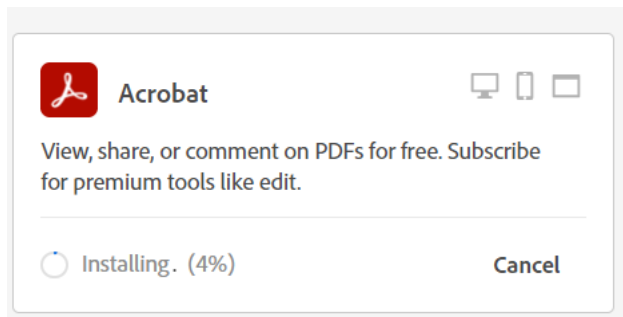 Acrobat
View, share, or comment on PDFs for free. Subscribe
for premium tools like edit.
Installing. (4%)
Cancel